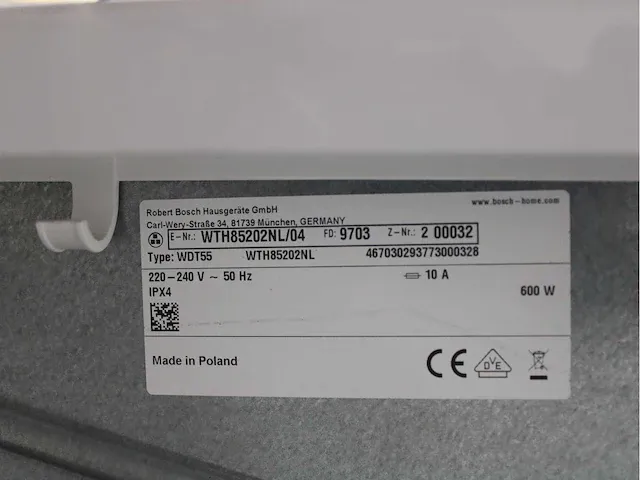 Robert Bosch Hausgeräte GmbH
www.bosch-home.com
Carl-Wery-Straße 34, 81739 München, GERMANY
E-Nr.: WTH85202NL/04 FD: 9703 Z-Nr.: 2 00032
Type: WDT55 WTH85202NL 467030293773000328
220-240 V ~ 50 Hz 10 A
IPX4 600 W
Made in Poland CE DVE